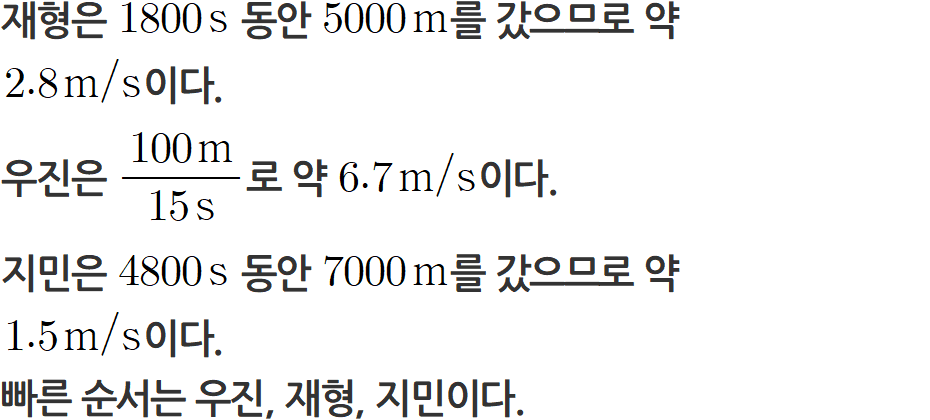 재형은 1800 s 동안 5000 m를 갔으므로 약
2.8 m/s이다.
우진은 100 m / 15 s 로 약 6.7 m/s이다.
지민은 4800 s 동안 7000 m를 갔으므로 약
1.5 m/s이다.
빠른 순서는 우진, 재형, 지민이다.